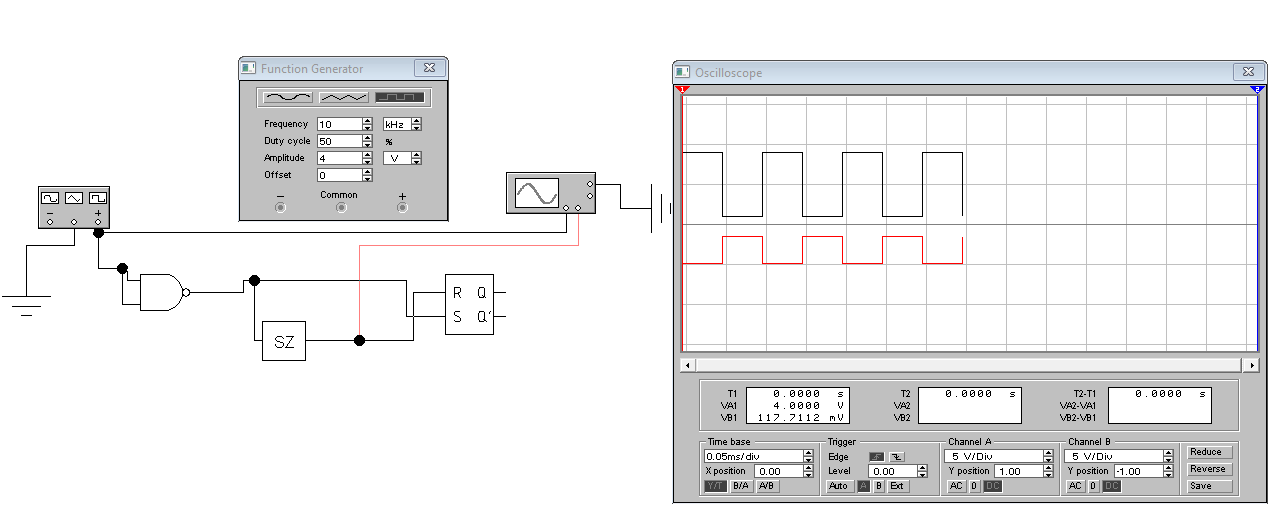 Function Generator
Frequency 10 kHz
Duty cycle 50 %
Amplitude 4 V
Offset 0
− Common +
− +
R Q
S Q'
SZ
Oscilloscope
1 2
T1 0.0000 s
VA1 4.0000 V
VB1 117.7112 mV
T2 0.0000 s
VA2
VB2
T2-T1 0.0000 s
VA2-VA1
VB2-VB1
Time base
0.05ms/div
X position 0.00
Y/T B/A A/B
Trigger
Edge
Level 0.00
Auto A B Ext
Channel A
5 V/Div
Y position 1.00
AC 0 DC
Channel B
5 V/Div
Y position -1.00
AC 0 DC
Reduce
Reverse
Save